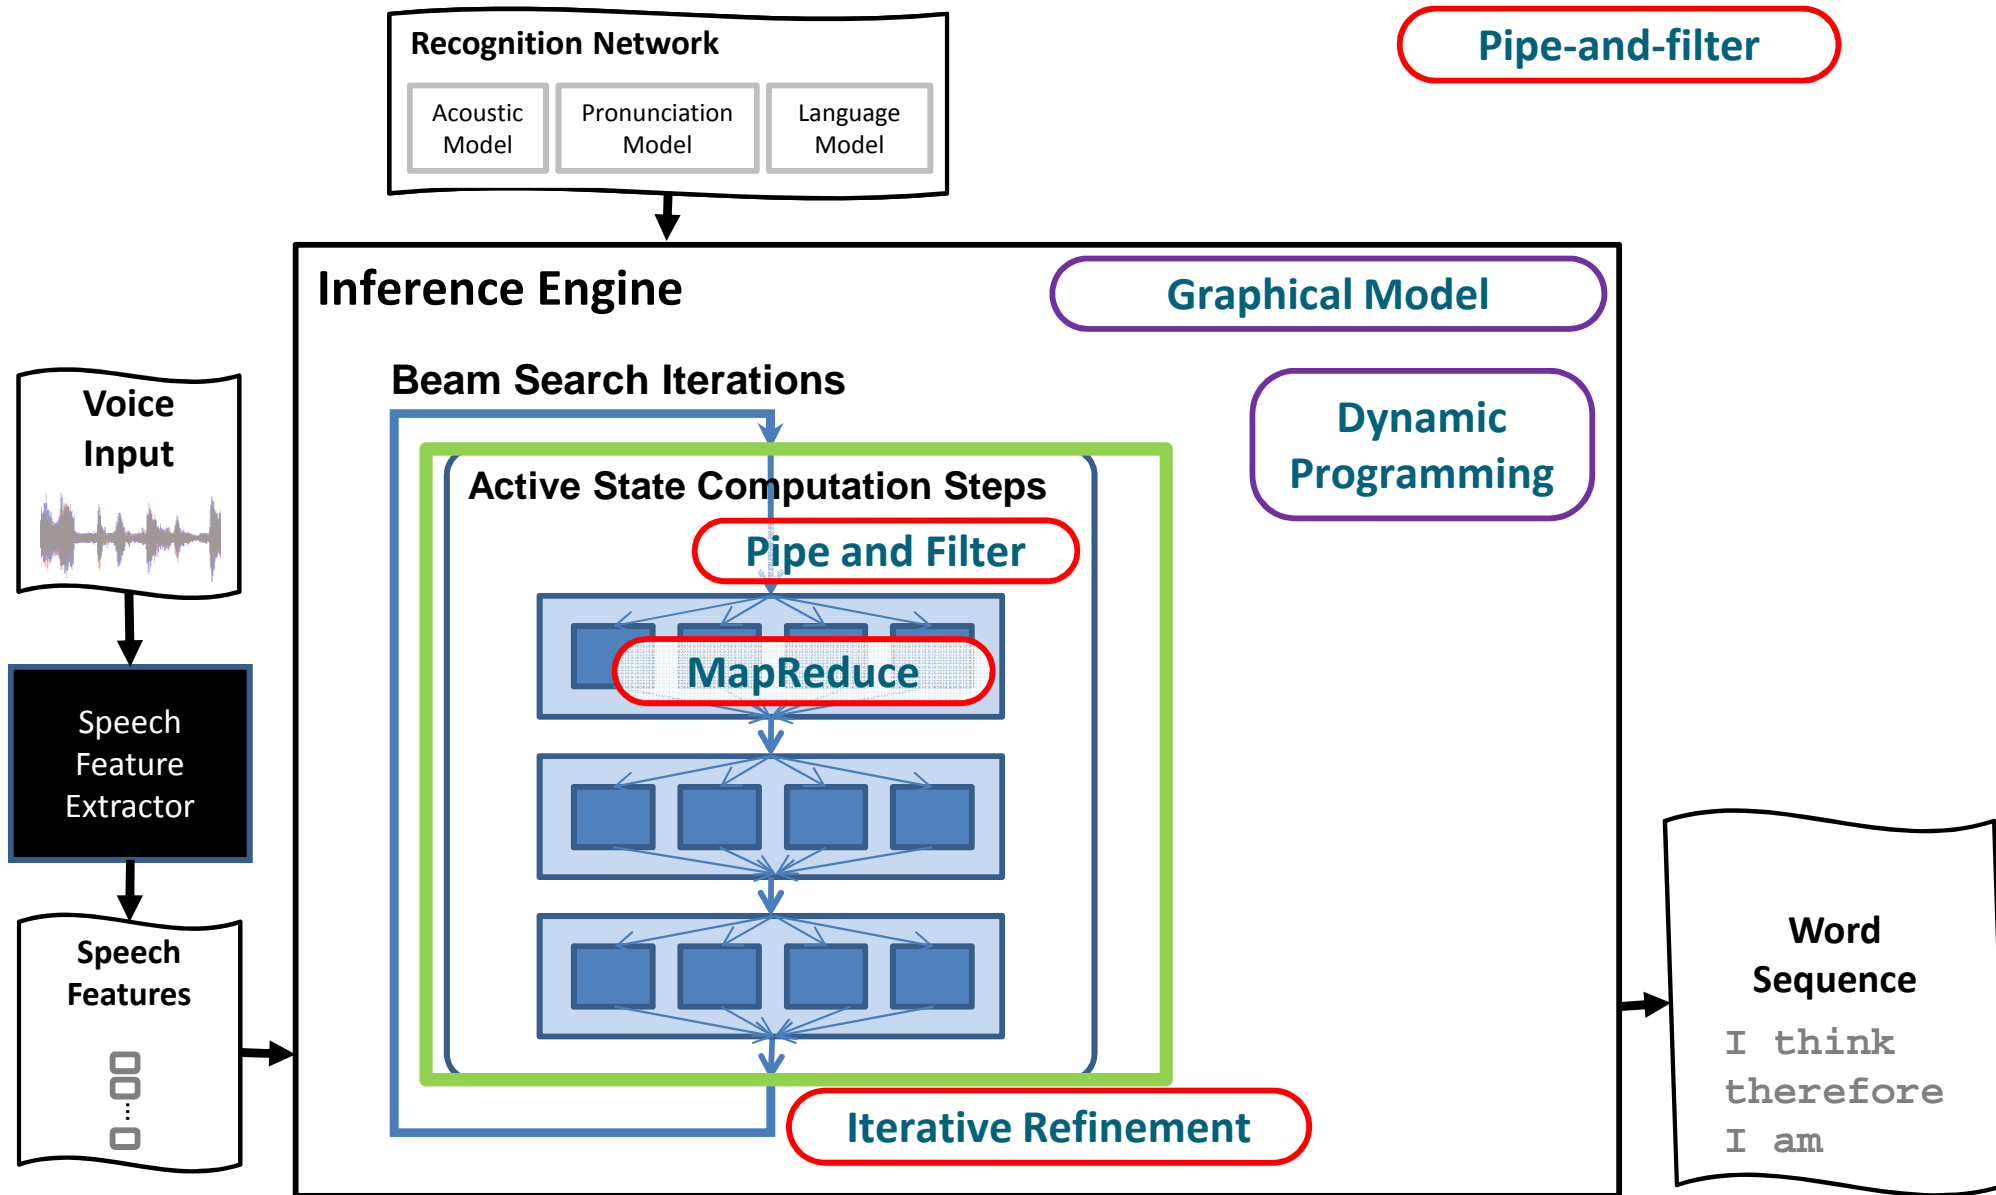 Recognition Network
Acoustic
Model
Pronunciation
Model
Language
Model
Pipe-and-filter
Inference Engine
Graphical Model
Beam Search Iterations
Dynamic
Programming
Active State Computation Steps
Pipe and Filter
MapReduce
Iterative Refinement
Voice
Input
Speech
Feature
Extractor
Speech
Features
Word
Sequence
I think
therefore
I am